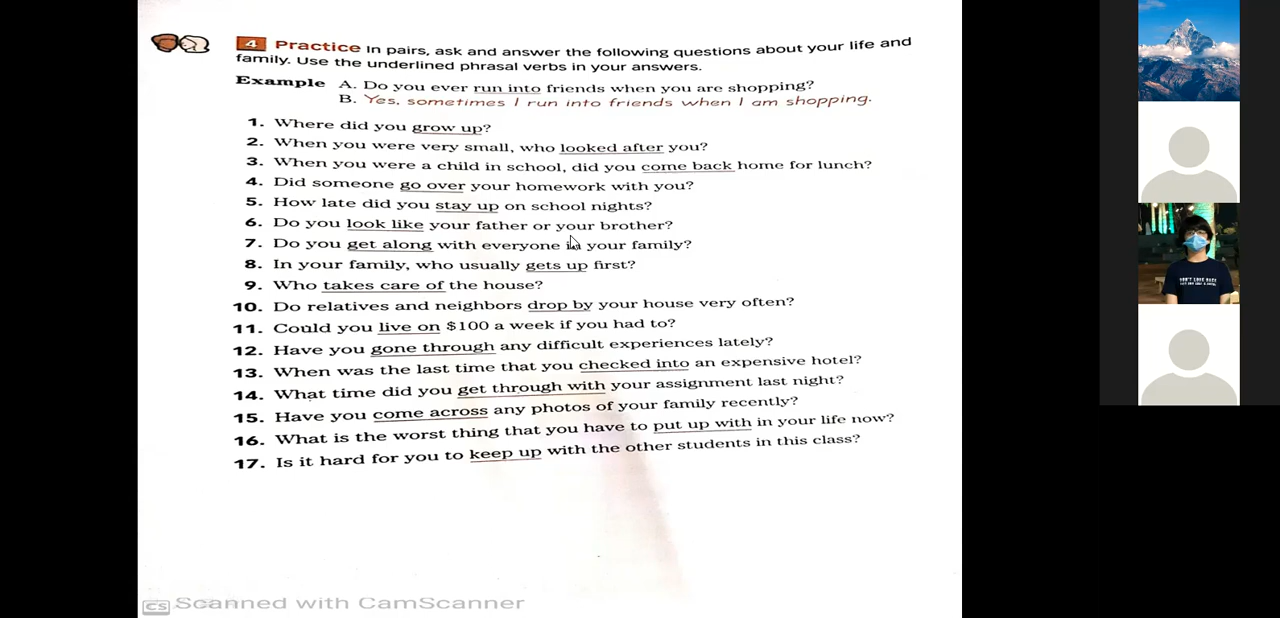 4 Practice In pairs, ask and answer the following questions about your life and
family. Use the underlined phrasal verbs in your answers.
Example A. Do you ever run into friends when you are shopping?
B. Yes, sometimes I run into friends when I am shopping.
1. Where did you grow up?
2. When you were very small, who looked after you?
3. When you were a child in school, did you come back home for lunch?
4. Did someone go over your homework with you?
5. How late did you stay up on school nights?
6. Do you look like your father or your brother?
7. Do you get along with everyone in your family?
8. In your family, who usually gets up first?
9. Who takes care of the house?
10. Do relatives and neighbors drop by your house very often?
11. Could you live on $100 a week if you had to?
12. Have you gone through any difficult experiences lately?
13. When was the last time that you checked into an expensive hotel?
14. What time did you get through with your assignment last night?
15. Have you come across any photos of your family recently?
16. What is the worst thing that you have to put up with in your life now?
17. Is it hard for you to keep up with the other students in this class?
CS Scanned with CamScanner